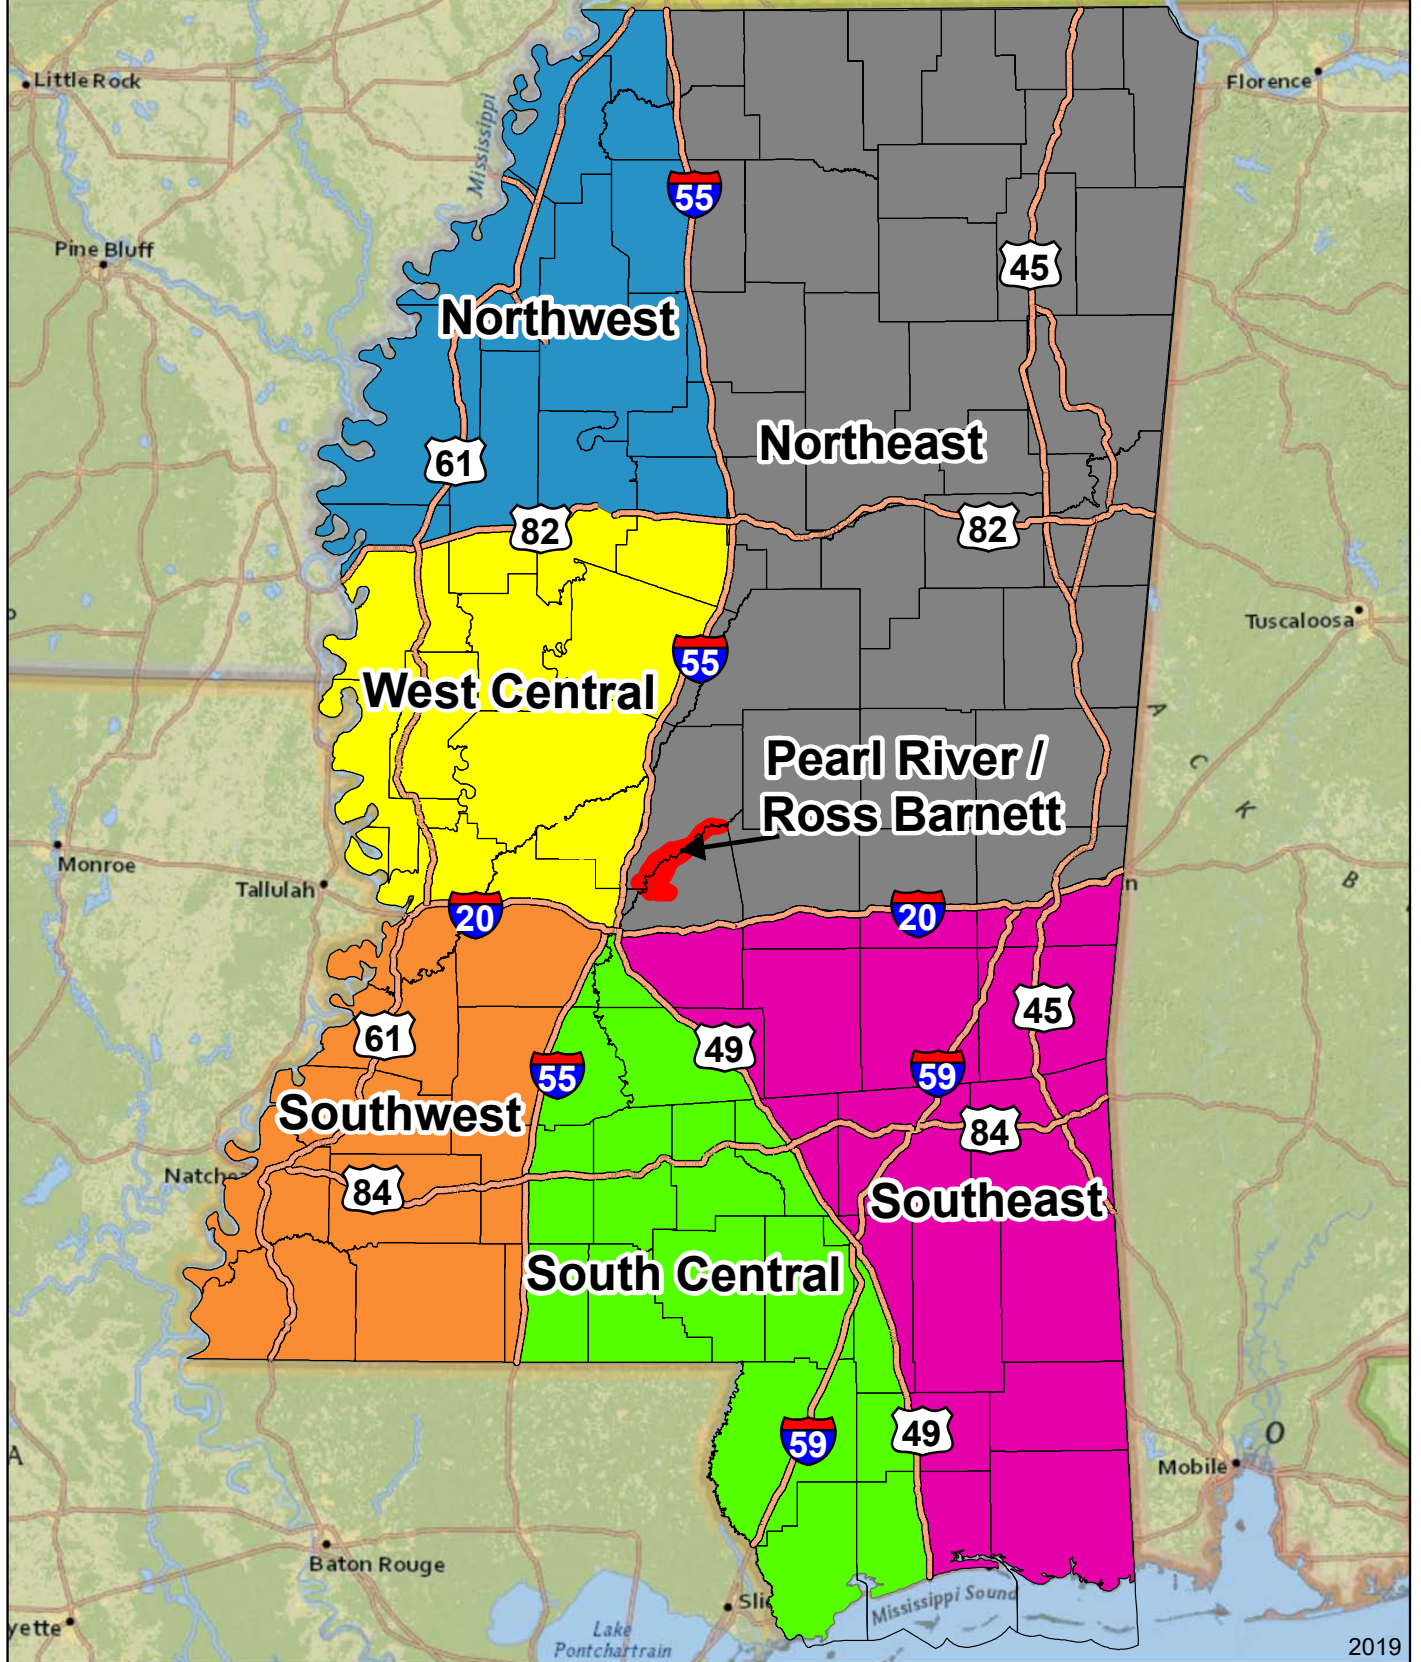 Little Rock
Florence
Mississippi
55
Pine Bluff
45
Northwest
Northeast
61
82
82
Tuscaloosa
55
West Central
A
C
K
B
Pearl River /
Ross Barnett
Monroe
Tallulah
20
20
n
61
45
49
55
59
Southwest
84
Natchez
84
Southeast
South Central
59
49
O
A
Mobile
Baton Rouge
Slie
Mississippi Sound
yette
Lake
Pontchartrain
2019